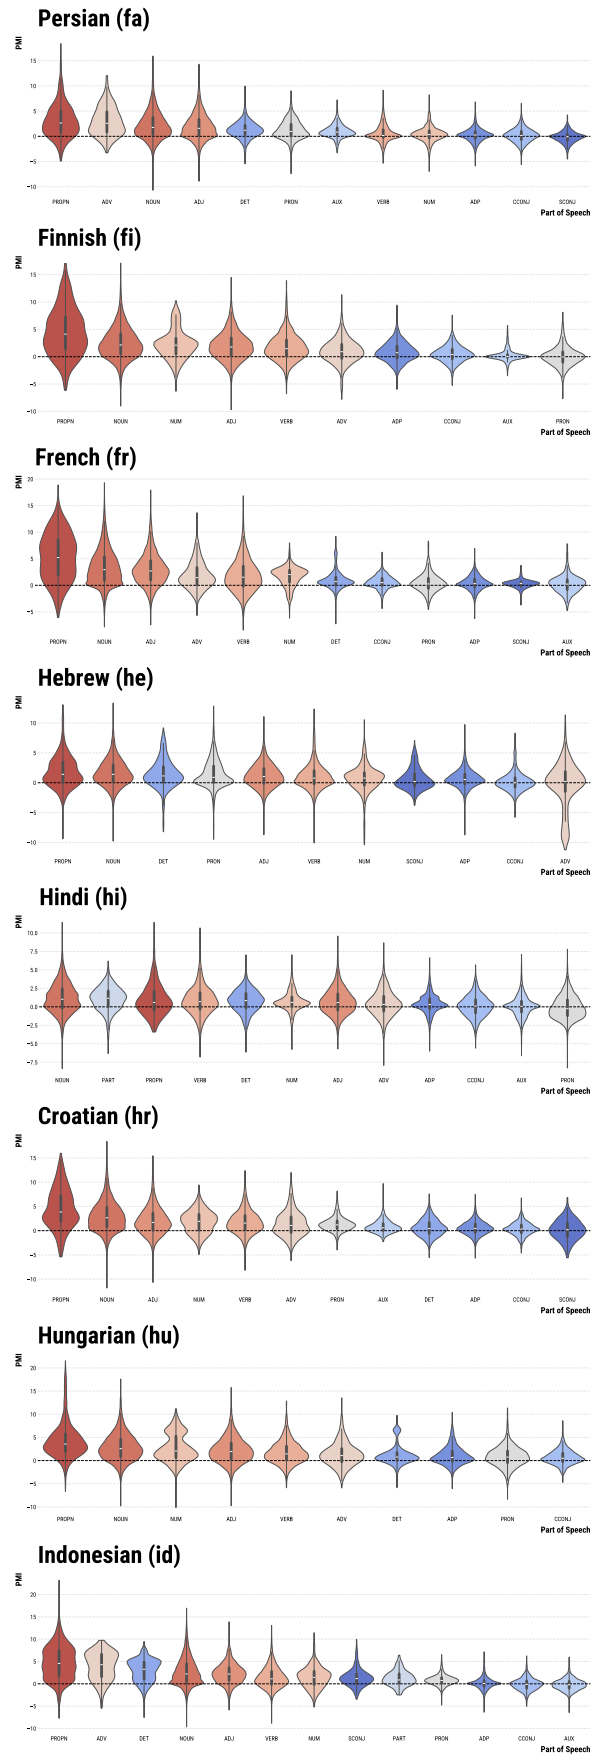 Persian (fa)
PMI
15
10
5
0
−5
−10
PROPN ADV NOUN ADJ DET PRON AUX VERB NUM ADP CCONJ SCONJ
Part of Speech
Finnish (fi)
PMI
15
10
5
0
−5
−10
PROPN NOUN NUM ADJ VERB ADV ADP CCONJ AUX PRON
Part of Speech
French (fr)
PMI
20
15
10
5
0
−5
PROPN NOUN ADJ ADV VERB NUM DET CCONJ PRON ADP SCONJ AUX
Part of Speech
Hebrew (he)
PMI
10
5
0
−5
−10
PROPN NOUN DET PRON ADJ VERB NUM SCONJ ADP CCONJ ADV
Part of Speech
Hindi (hi)
PMI
10.0
7.5
5.0
2.5
0.0
−2.5
−5.0
−7.5
NOUN PART PROPN VERB DET NUM ADJ ADV ADP CCONJ AUX PRON
Part of Speech
Croatian (hr)
PMI
15
10
5
0
−5
−10
PROPN NOUN ADJ NUM VERB ADV PRON AUX DET ADP CCONJ SCONJ
Part of Speech
Hungarian (hu)
PMI
20
15
10
5
0
−5
−10
PROPN NOUN NUM ADJ VERB ADV DET ADP PRON CCONJ
Part of Speech
Indonesian (id)
PMI
20
15
10
5
0
−5
−10
PROPN ADV DET NOUN ADJ VERB NUM SCONJ PART PRON ADP CCONJ AUX
Part of Speech